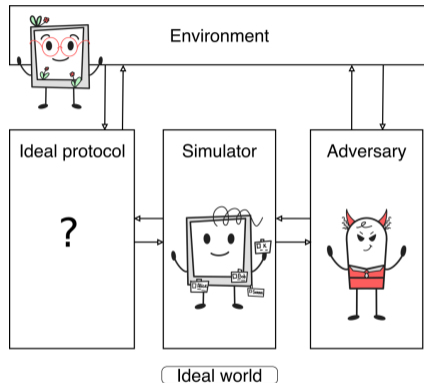 Environment
Ideal protocol
Simulator
Adversary
?
Ideal world